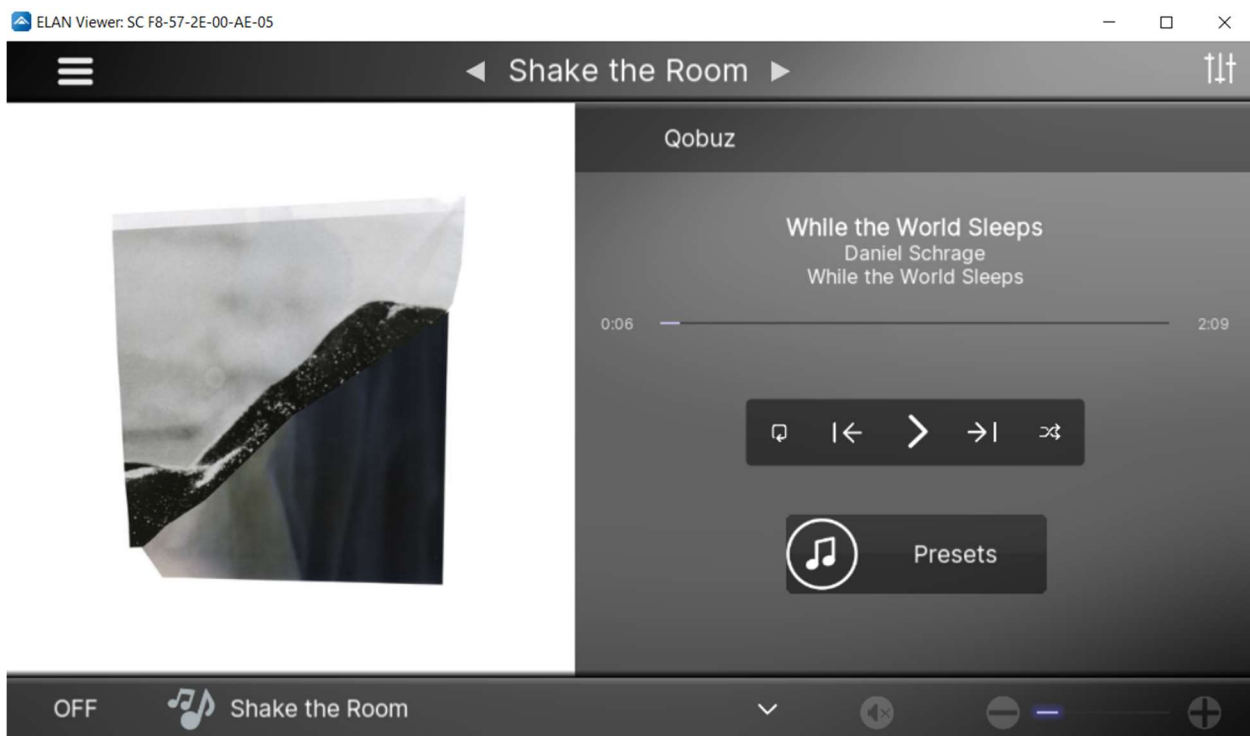 ELAN Viewer: SC F8-57-2E-00-AE-05
Shake the Room
Qobuz
While the World Sleeps
Daniel Schrage
While the World Sleeps
0:06 2:09
Presets
OFF Shake the Room